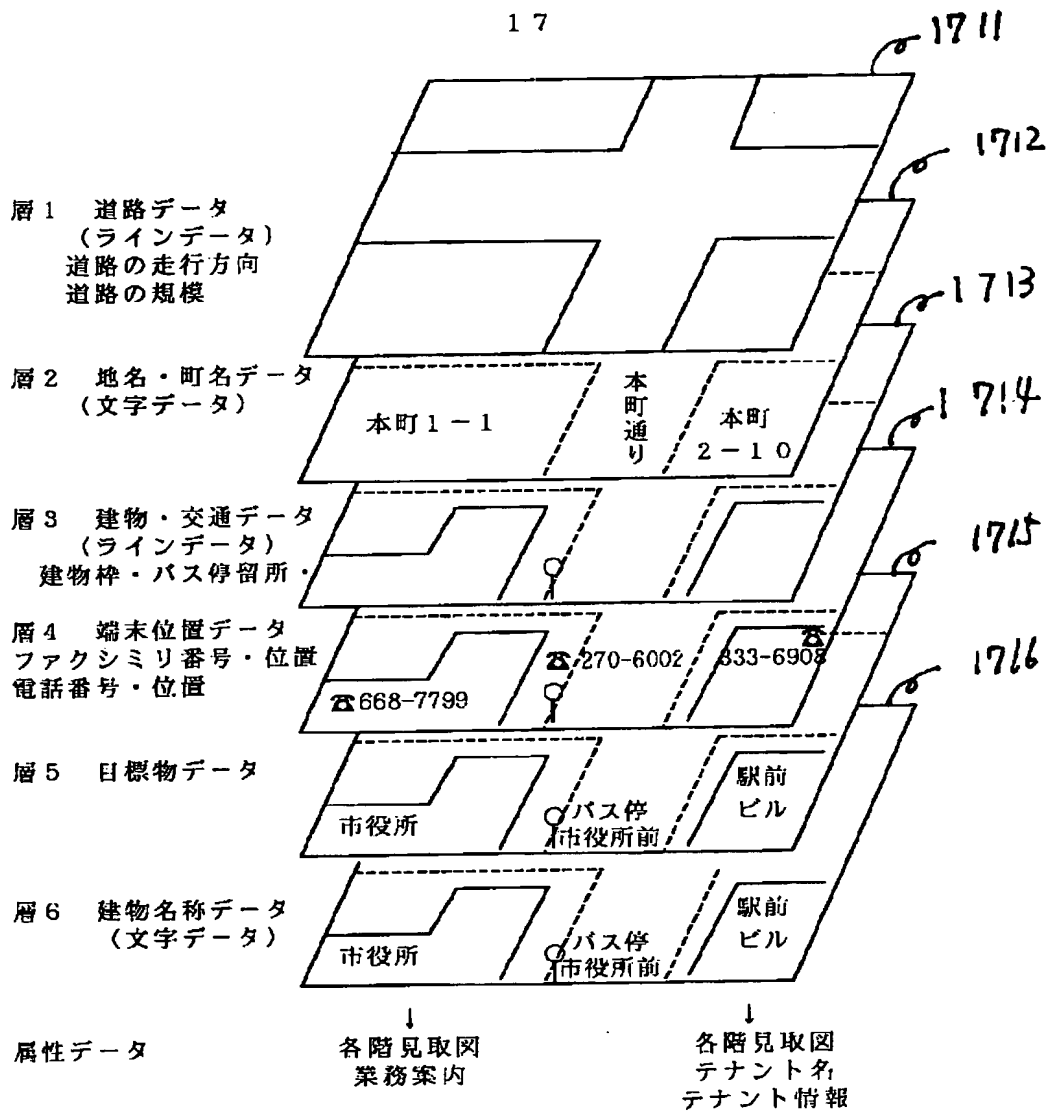 17
1711
1712
1713
1714
1715
1716
層1 道路データ
(ラインデータ)
道路の走行方向
道路の規模
層2 地名・町名データ
(文字データ)
本町1-1
本町通り
本町
2-10
層3 建物・交通データ
(ラインデータ)
建物枠・バス停留所・
層4 端末位置データ
ファクシミリ番号・位置
電話番号・位置
☎668-7799
☎270-6002
☎
333-6908
層5 目標物データ
市役所
バス停
市役所前
駅前
ビル
層6 建物名称データ
(文字データ)
市役所
バス停
市役所前
駅前
ビル
属性データ
↓
各階見取図
業務案内
↓
各階見取図
テナント名
テナント情報